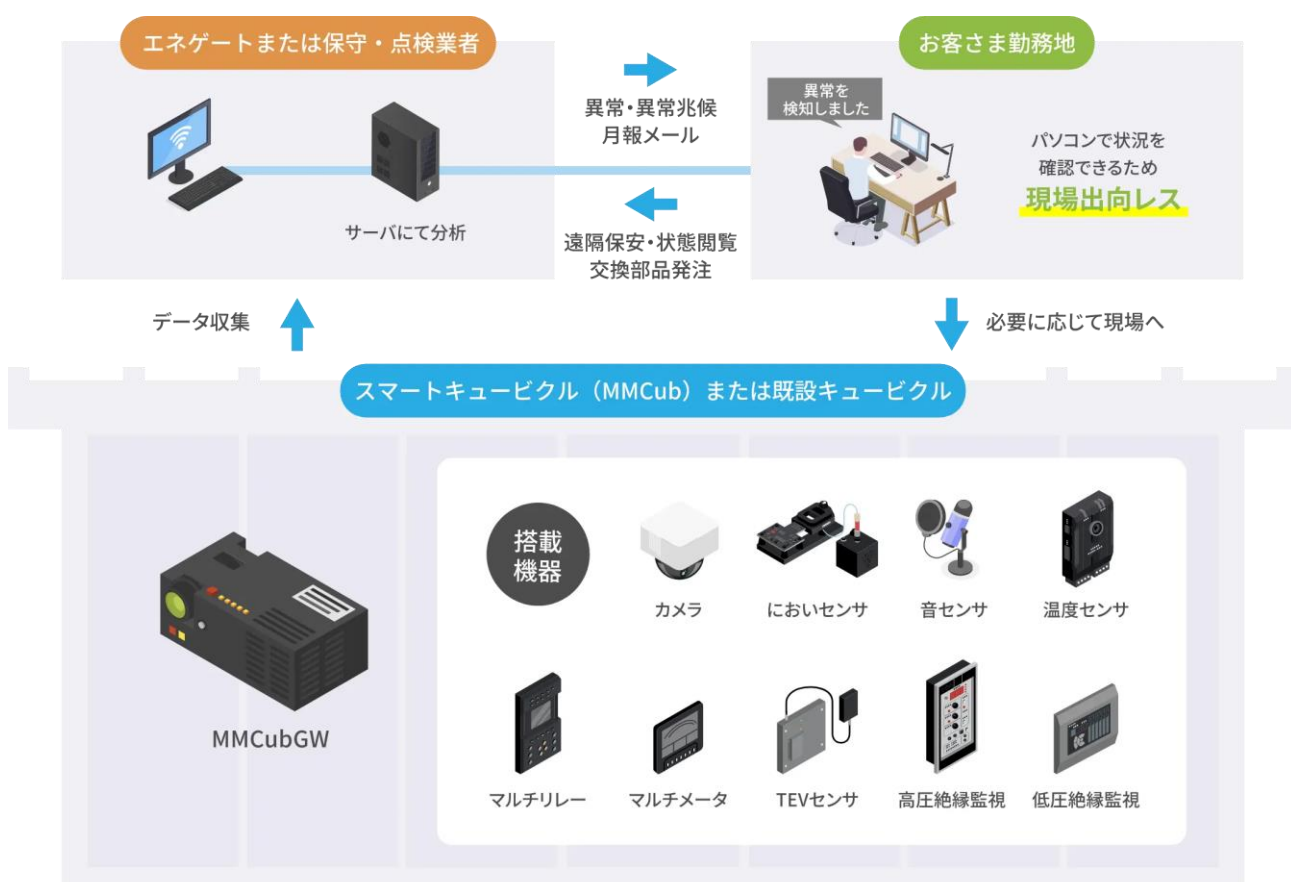 エネゲートまたは保守・点検業者
お客さま勤務地
異常・異常兆候
月報メール
異常を
検知しました
パソコンで状況を
確認できるため
現場出向レス
サーバにて分析
遠隔保安・状態閲覧
交換部品発注
データ収集
必要に応じて現場へ
スマートキュービクル（MMCub）または既設キュービクル
搭載
機器
カメラ
においセンサ
音センサ
温度センサ
MMCubGW
マルチリレー
マルチメータ
TEVセンサ
高圧絶縁監視
低圧絶縁監視